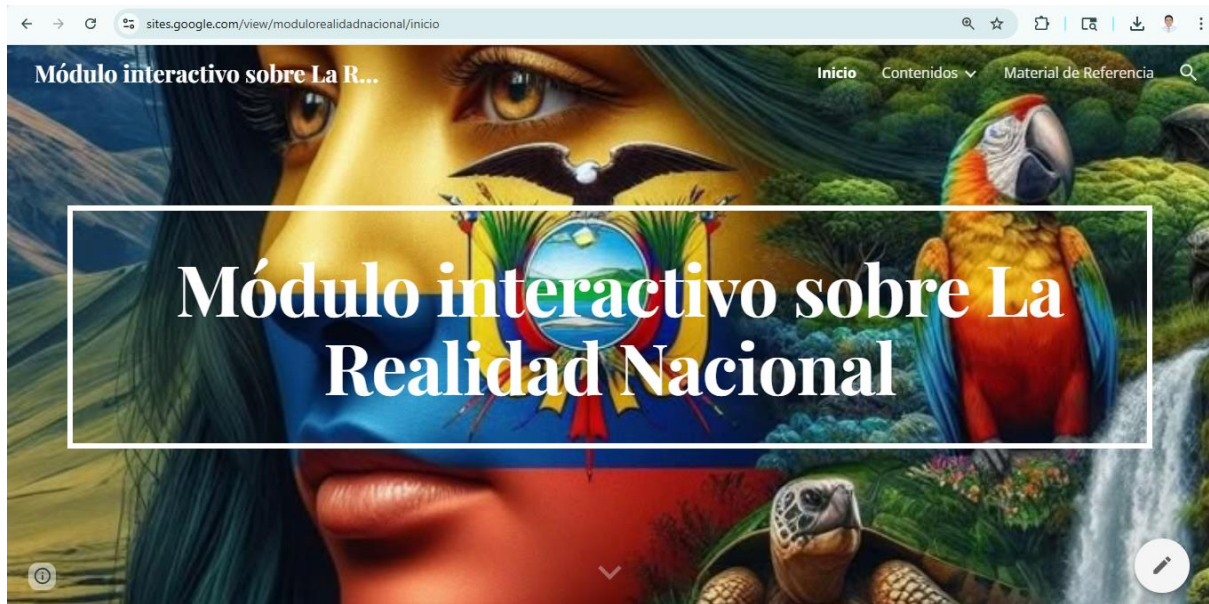 sites.google.com/view/modulorealidadnacional/inicio
Módulo interactivo sobre La R...
Inicio Contenidos Material de Referencia
Módulo interactivo sobre La
Realidad Nacional